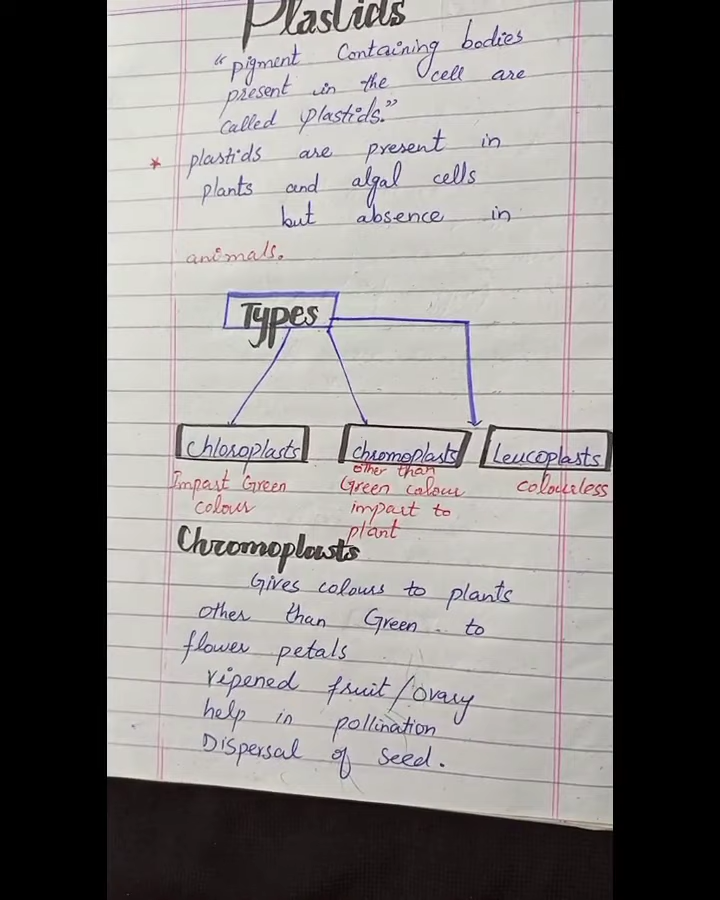 Plastids
"pigment Containing bodies
present in the cell are
called plastids."
* plastids are present in
plants and algal cells
but absence in
animals.
Types
Chloroplasts
chromoplasts
Leucoplasts
Impart Green
colour
other than
Green colour
impart to
plant
colourless
Chromoplasts
Gives colours to plants
other than Green to
flower petals
ripened fruit/ovary
help in pollination
Dispersal of seed.